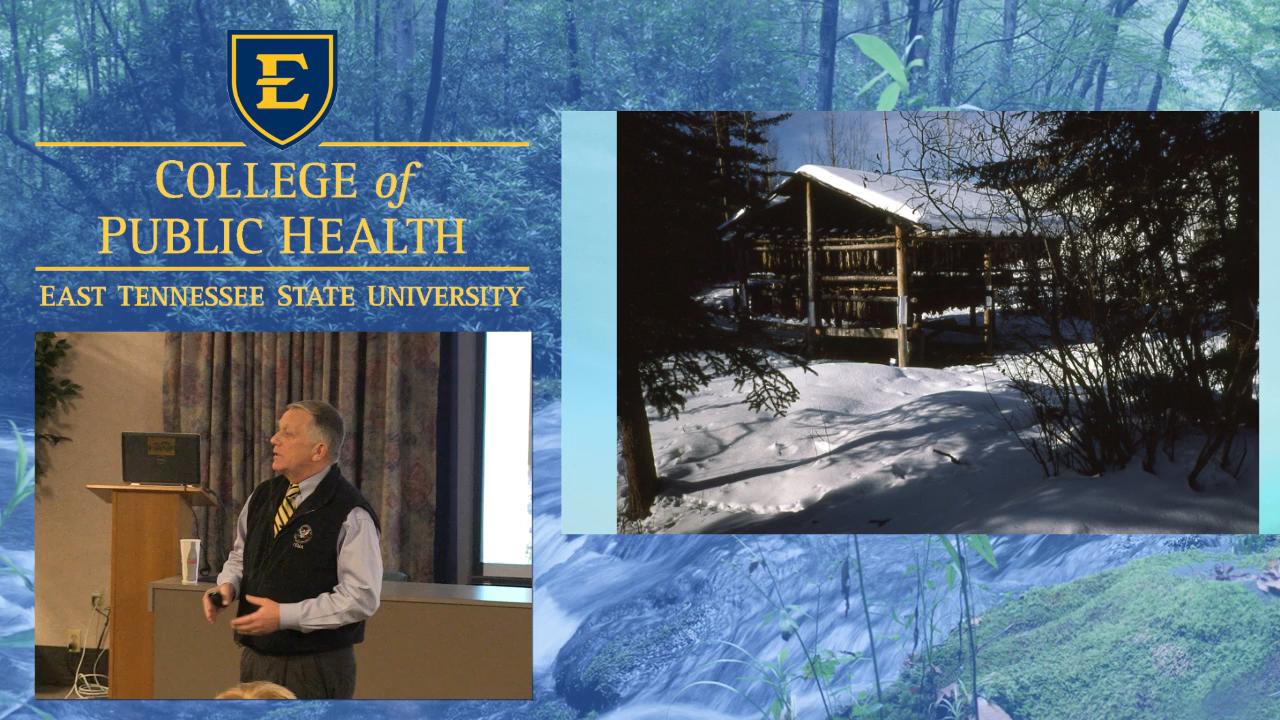 E
COLLEGE of
PUBLIC HEALTH
EAST TENNESSEE STATE UNIVERSITY